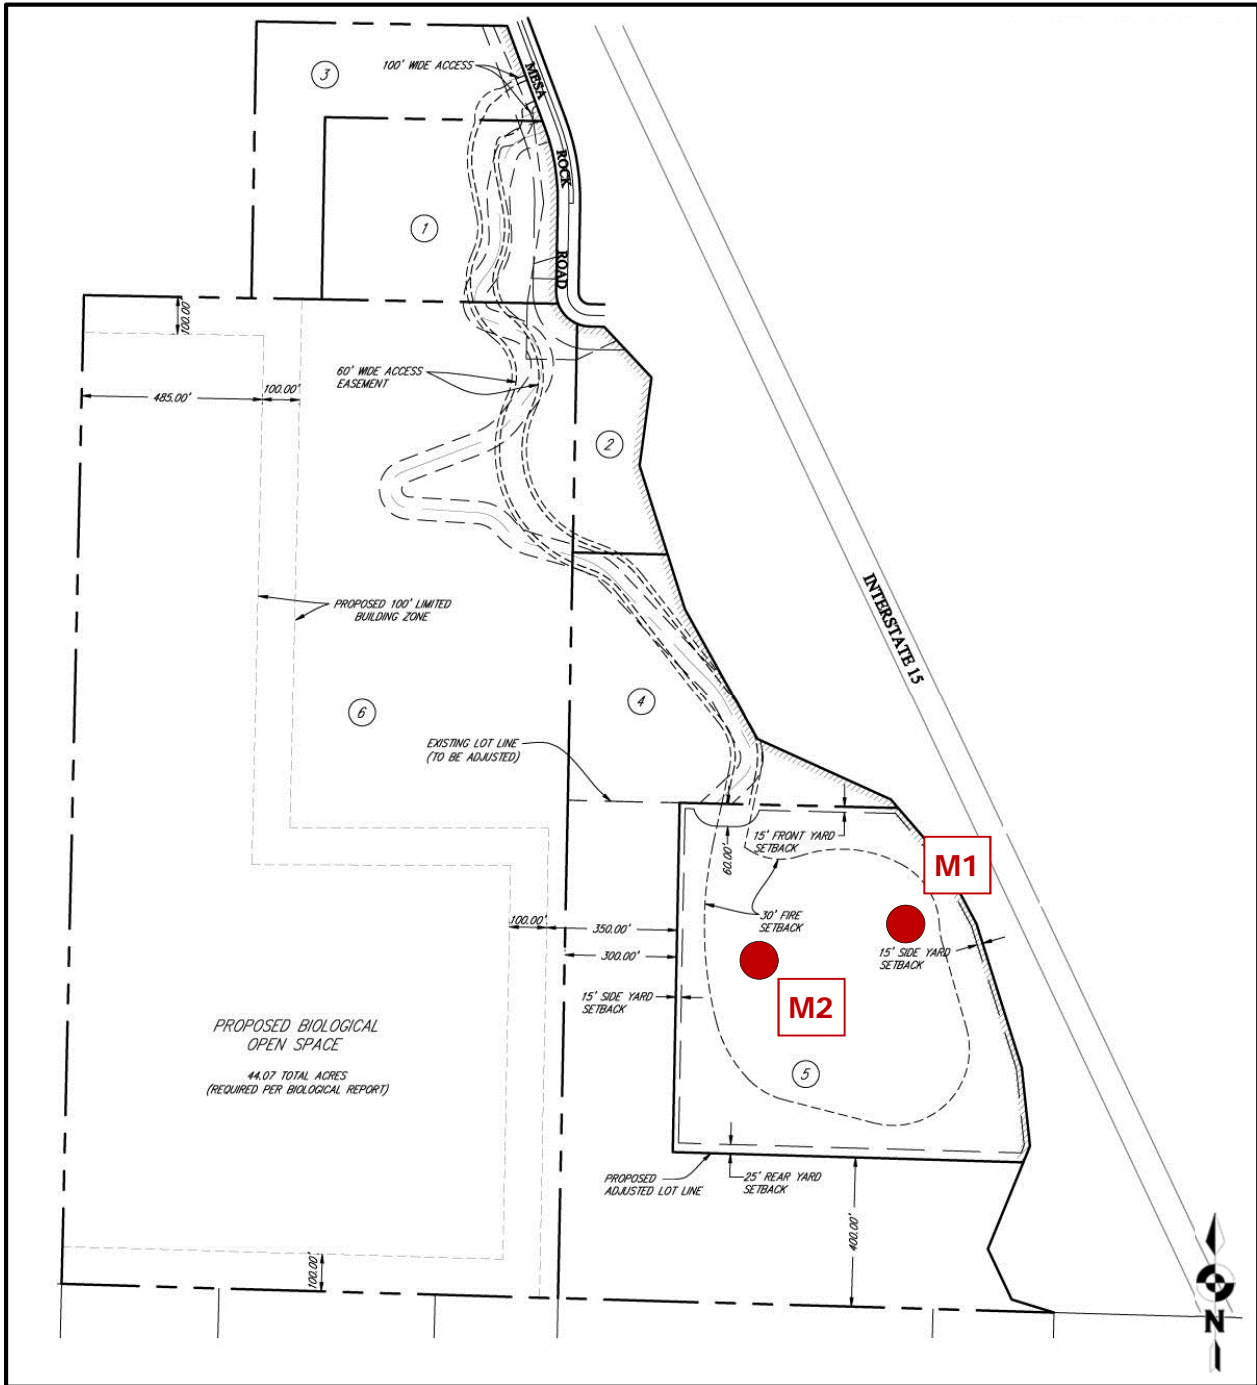 3
100' WIDE ACCESS
MESA
ROCK
ROAD
1
100.00
485.00'
100.00'
60' WIDE ACCESS
EASEMENT
2
PROPOSED 100' LIMITED
BUILDING ZONE
INTERSTATE 15
6
4
EXISTING LOT LINE
(TO BE ADJUSTED)
15' FRONT YARD
SETBACK
60.00'
M1
30' FIRE
SETBACK
100.00'
350.00'
300.00'
15' SIDE YARD
SETBACK
15' SIDE YARD
SETBACK
M2
PROPOSED BIOLOGICAL
OPEN SPACE
44.07 TOTAL ACRES
(REQUIRED PER BIOLOGICAL REPORT)
5
PROPOSED
ADJUSTED LOT LINE
25' REAR YARD
SETBACK
400.00'
100.00'
N